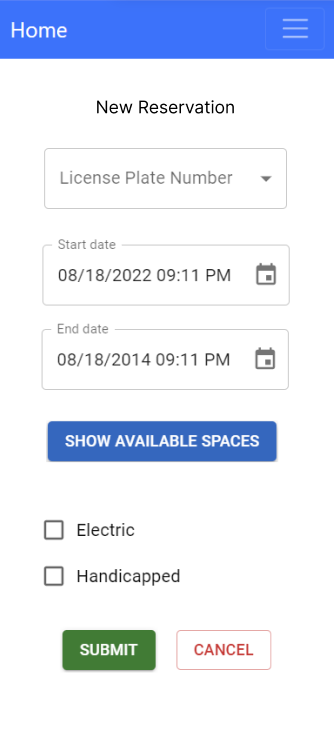 Home
New Reservation
License Plate Number
Start date
08/18/2022 09:11 PM
End date
08/18/2014 09:11 PM
SHOW AVAILABLE SPACES
Electric
Handicapped
SUBMIT CANCEL